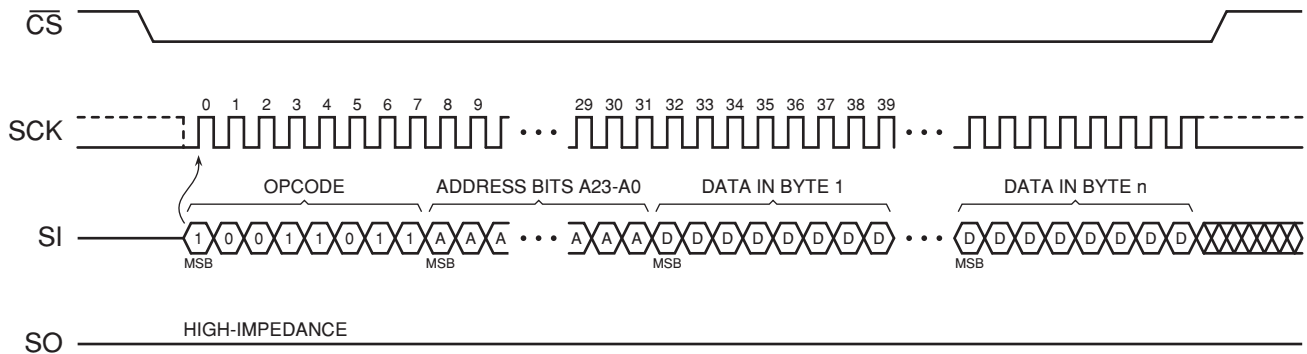 CS
0 1 2 3 4 5 6 7 8 9 29 30 31 32 33 34 35 36 37 38 39
SCK
OPCODE ADDRESS BITS A23-A0 DATA IN BYTE 1 DATA IN BYTE n
SI 1 0 0 1 1 0 1 1 A A A A A A D D D D D D D D D D D D D D D D
MSB MSB MSB MSB
HIGH-IMPEDANCE
SO